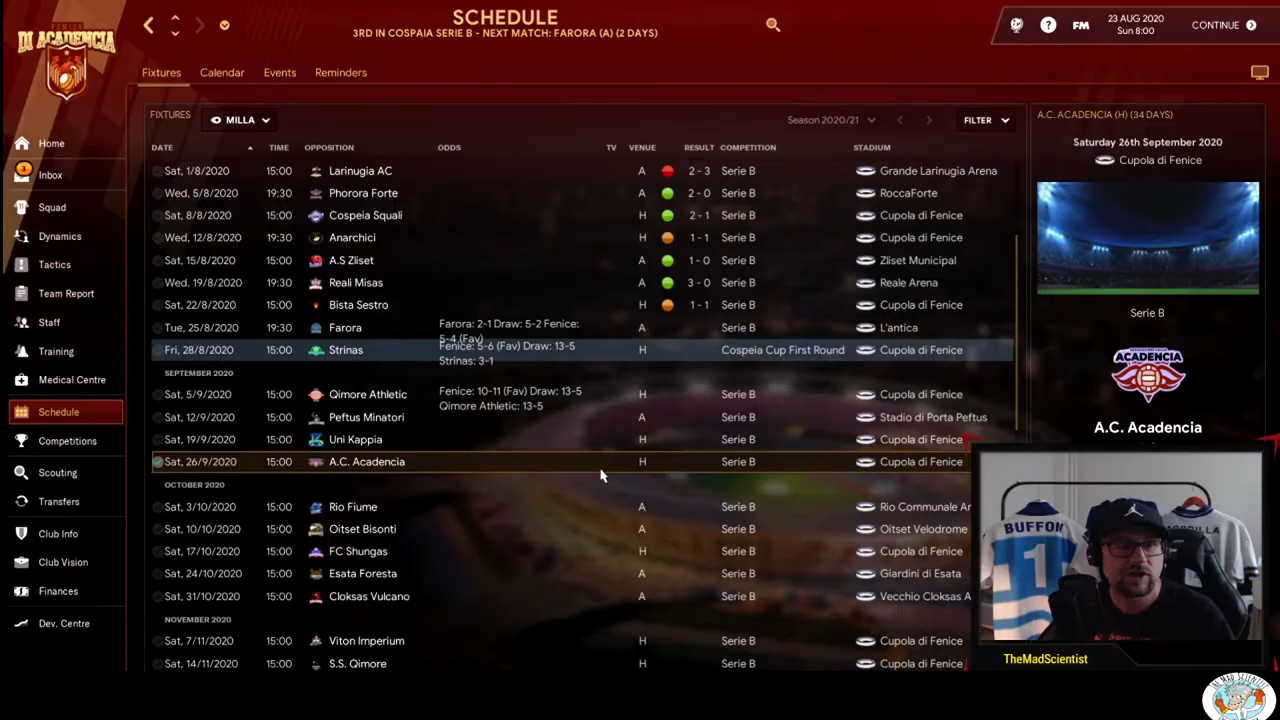 SCHEDULE
3RD IN COSPAIA SERIE B - NEXT MATCH: FARORA (A) (2 DAYS)
FM
23 AUG 2020
Sun 8:00
CONTINUE
DI ACADENCIA
Fixtures Calendar Events Reminders
Home
3
Inbox
Squad
Dynamics
Tactics
Team Report
Staff
Training
Medical Centre
Schedule
Competitions
Scouting
Transfers
Club Info
Club Vision
Finances
Dev. Centre
FIXTURES MILLA Season 2020/21 FILTER
DATE TIME OPPOSITION ODDS TV VENUE RESULT COMPETITION STADIUM
Sat, 1/8/2020 15:00 Larinugia AC A 2 - 3 Serie B Grande Larinugia Arena
Wed, 5/8/2020 19:30 Phorora Forte A 2 - 0 Serie B RoccaForte
Sat, 8/8/2020 15:00 Cospeia Squali H 2 - 1 Serie B Cupola di Fenice
Wed, 12/8/2020 19:30 Anarchici H 1 - 1 Serie B Cupola di Fenice
Sat, 15/8/2020 15:00 A.S Zliset A 1 - 0 Serie B Zliset Municipal
Wed, 19/8/2020 19:30 Reali Misas A 3 - 0 Serie B Reale Arena
Sat, 22/8/2020 15:00 Bista Sestro H 1 - 1 Serie B Cupola di Fenice
Tue, 25/8/2020 19:30 Farora Farora: 2-1 Draw: 5-2 Fenice: 5-4 (Fav) A Serie B L'antica
Fri, 28/8/2020 15:00 Strinas Fenice: 5-6 (Fav) Draw: 13-5 Strinas: 3-1 H Cospeia Cup First Round Cupola di Fenice
SEPTEMBER 2020
Sat, 5/9/2020 15:00 Qimore Athletic Fenice: 10-11 (Fav) Draw: 13-5 Qimore Athletic: 13-5 H Serie B Cupola di Fenice
Sat, 12/9/2020 15:00 Peftus Minatori A Serie B Stadio di Porta Peftus
Sat, 19/9/2020 15:00 Uni Kappia H Serie B Cupola di Fenice
Sat, 26/9/2020 15:00 A.C. Acadencia H Serie B Cupola di Fenice
OCTOBER 2020
Sat, 3/10/2020 15:00 Rio Fiume A Serie B Rio Communale Ar
Sat, 10/10/2020 15:00 Oitset Bisonti A Serie B Oitset Velodrome
Sat, 17/10/2020 15:00 FC Shungas H Serie B Cupola di Fenice
Sat, 24/10/2020 15:00 Esata Foresta A Serie B Giardini di Esata
Sat, 31/10/2020 15:00 Cloksas Vulcano A Serie B Vecchio Cloksas A
NOVEMBER 2020
Sat, 7/11/2020 15:00 Viton Imperium H Serie B Cupola di Fenice
Sat, 14/11/2020 15:00 S.S. Qimore H Serie B Cupola di Fenice
A.C. ACADENCIA (H) (34 DAYS)
Saturday 26th September 2020
Cupola di Fenice
Serie B
ACADENCIA
A.C. Acadencia
BUFFON
1
TheMadScientist
THE MAD SCIENTIST